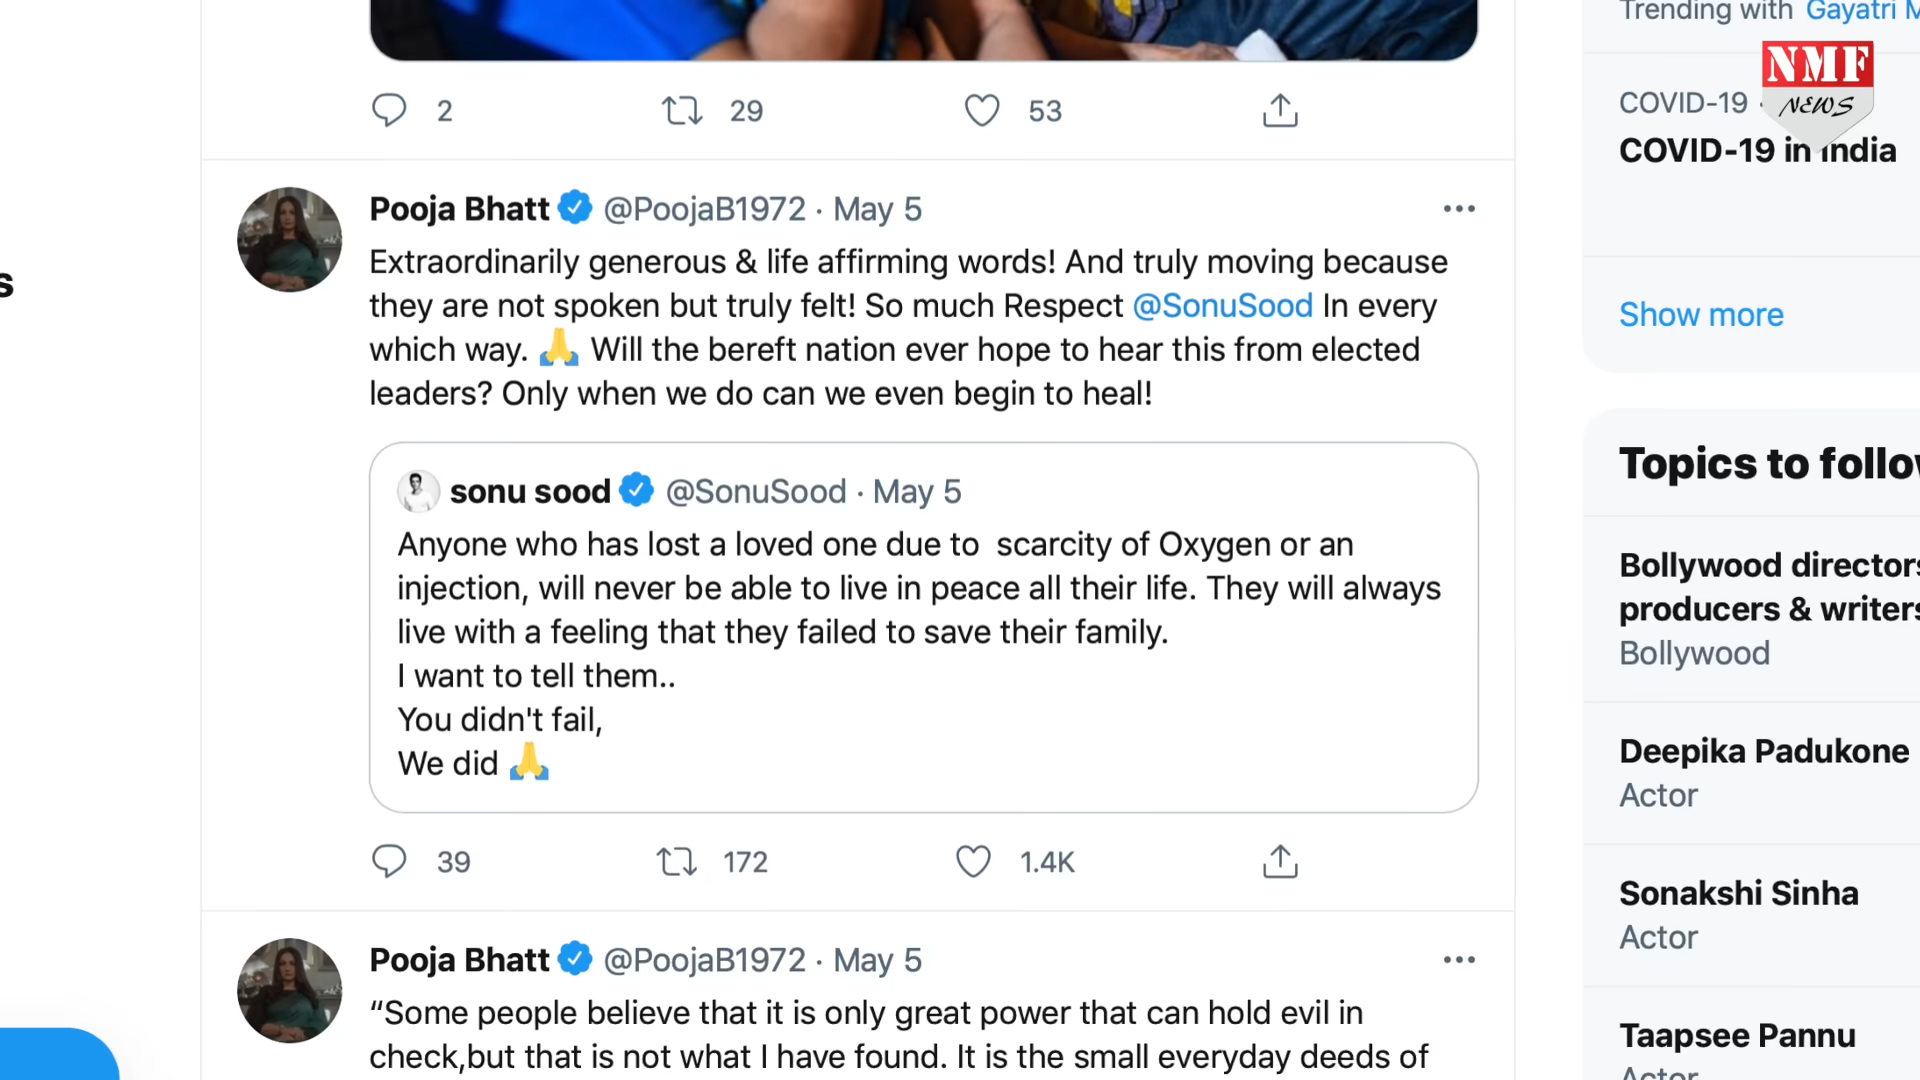 2 29 53
Pooja Bhatt @PoojaB1972 · May 5
Extraordinarily generous & life affirming words! And truly moving because
they are not spoken but truly felt! So much Respect @SonuSood In every
which way. 🙏 Will the bereft nation ever hope to hear this from elected
leaders? Only when we do can we even begin to heal!
sonu sood @SonuSood · May 5
Anyone who has lost a loved one due to  scarcity of Oxygen or an
injection, will never be able to live in peace all their life. They will always
live with a feeling that they failed to save their family.
I want to tell them..
You didn't fail,
We did 🙏
39 172 1.4K
Pooja Bhatt @PoojaB1972 · May 5
“Some people believe that it is only great power that can hold evil in
check,but that is not what I have found. It is the small everyday deeds of
s
Trending with Gayatri M
NMF
NEWS
COVID-19 ·
COVID-19 in India
Show more
Topics to follo
Bollywood directors
producers & writers
Bollywood
Deepika Padukone
Actor
Sonakshi Sinha
Actor
Taapsee Pannu
Actor